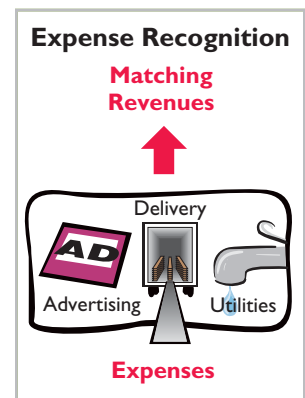 Expense Recognition
Matching
Revenues
Delivery
AD
Advertising
Utilities
Expenses